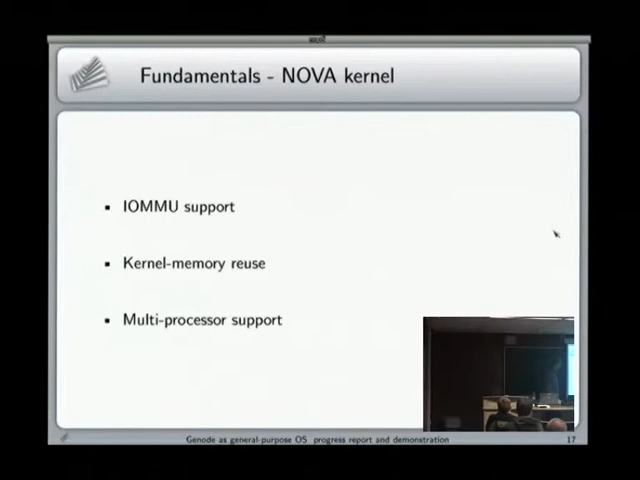 Fundamentals - NOVA kernel
IOMMU support
Kernel-memory reuse
Multi-processor support
Genode as general-purpose OS progress report and demonstration
17